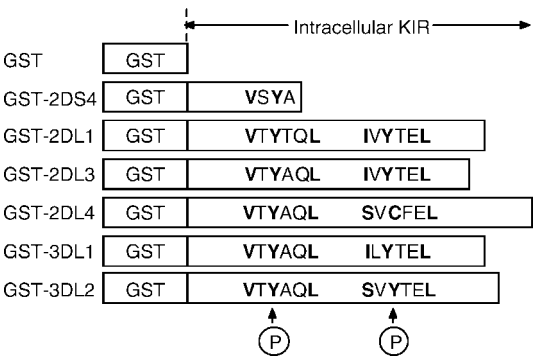 Intracellular KIR
GST GST
GST-2DS4 GST VSYA
GST-2DL1 GST VTYTQL IVYTEL
GST-2DL3 GST VTYAQL IVYTEL
GST-2DL4 GST VTYAQL SVCFEL
GST-3DL1 GST VTYAQL ILYTEL
GST-3DL2 GST VTYAQL SVYTEL
P P